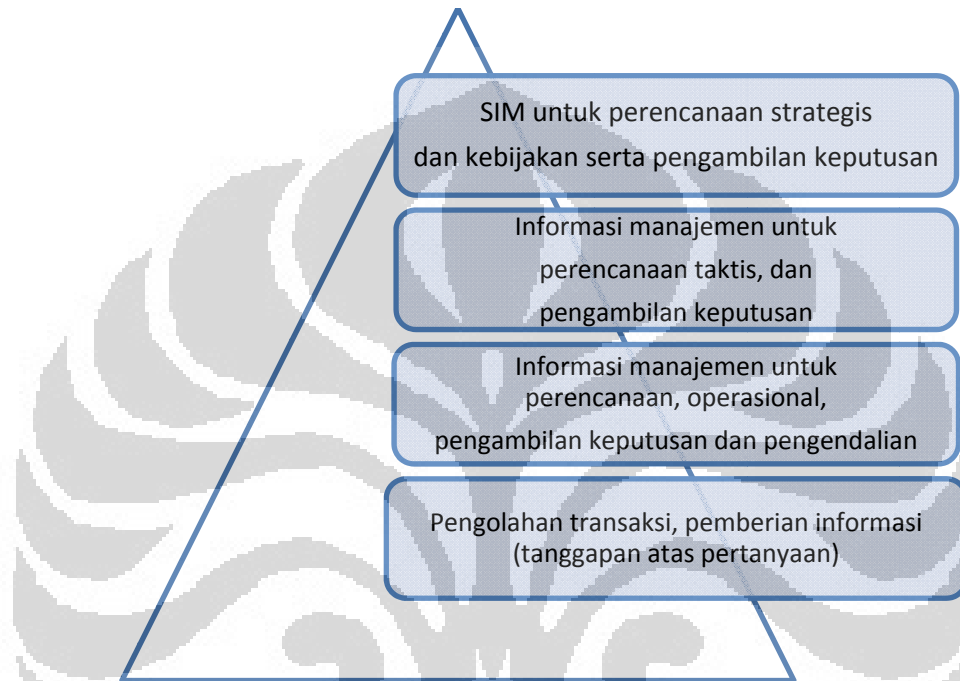 SIM untuk perencanaan strategis
dan kebijakan serta pengambilan keputusan
Informasi manajemen untuk
perencanaan taktis, dan
pengambilan keputusan
Informasi manajemen untuk
perencanaan, operasional,
pengambilan keputusan dan pengendalian
Pengolahan transaksi, pemberian informasi
(tanggapan atas pertanyaan)